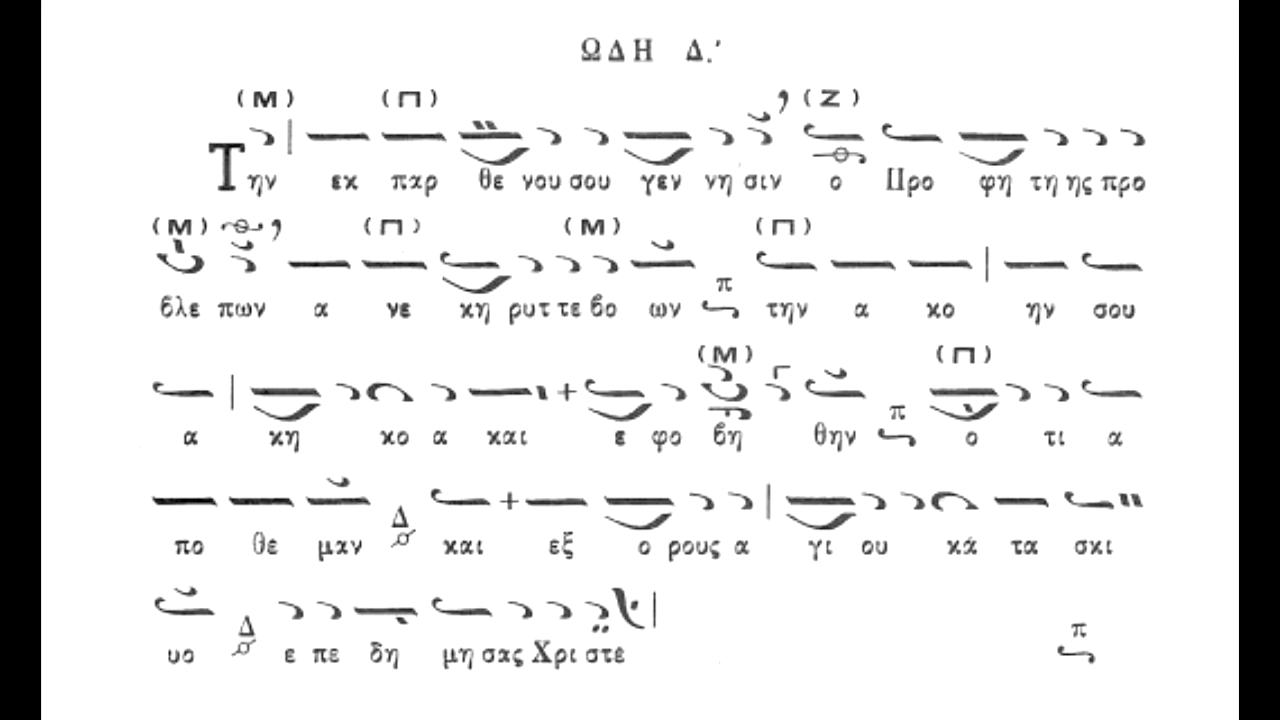 ΩΔΗ Δ.′
(Μ) (Π) (Ζ)
Την εκ παρ θε νου σου γεν νη σιν ο Προ φη τη ης προ
(Μ) (Π) (Μ) (Π)
βλε πων α νε κη ρυτ τε βο ων π την α κο ην σου
(Μ) (Π)
α κη κο α και ε φο βη θην π ο τι α
πο θε μαν Δ και εξ ο ρους α γι ου κά τα σκι
υο Δ ε πε δη μη σας Χρι στέ π